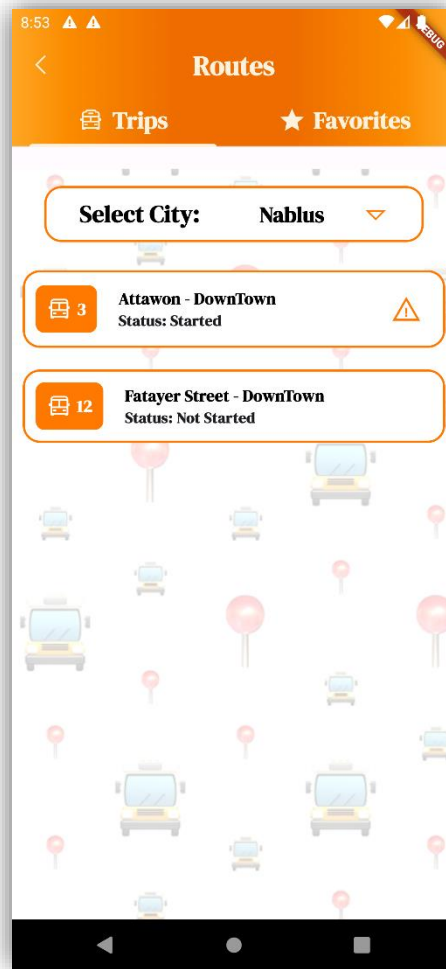 8:53
DEBUG
Routes
Trips
Favorites
Select City: Nablus
3
Attawon - DownTown
Status: Started
12
Fatayer Street - DownTown
Status: Not Started